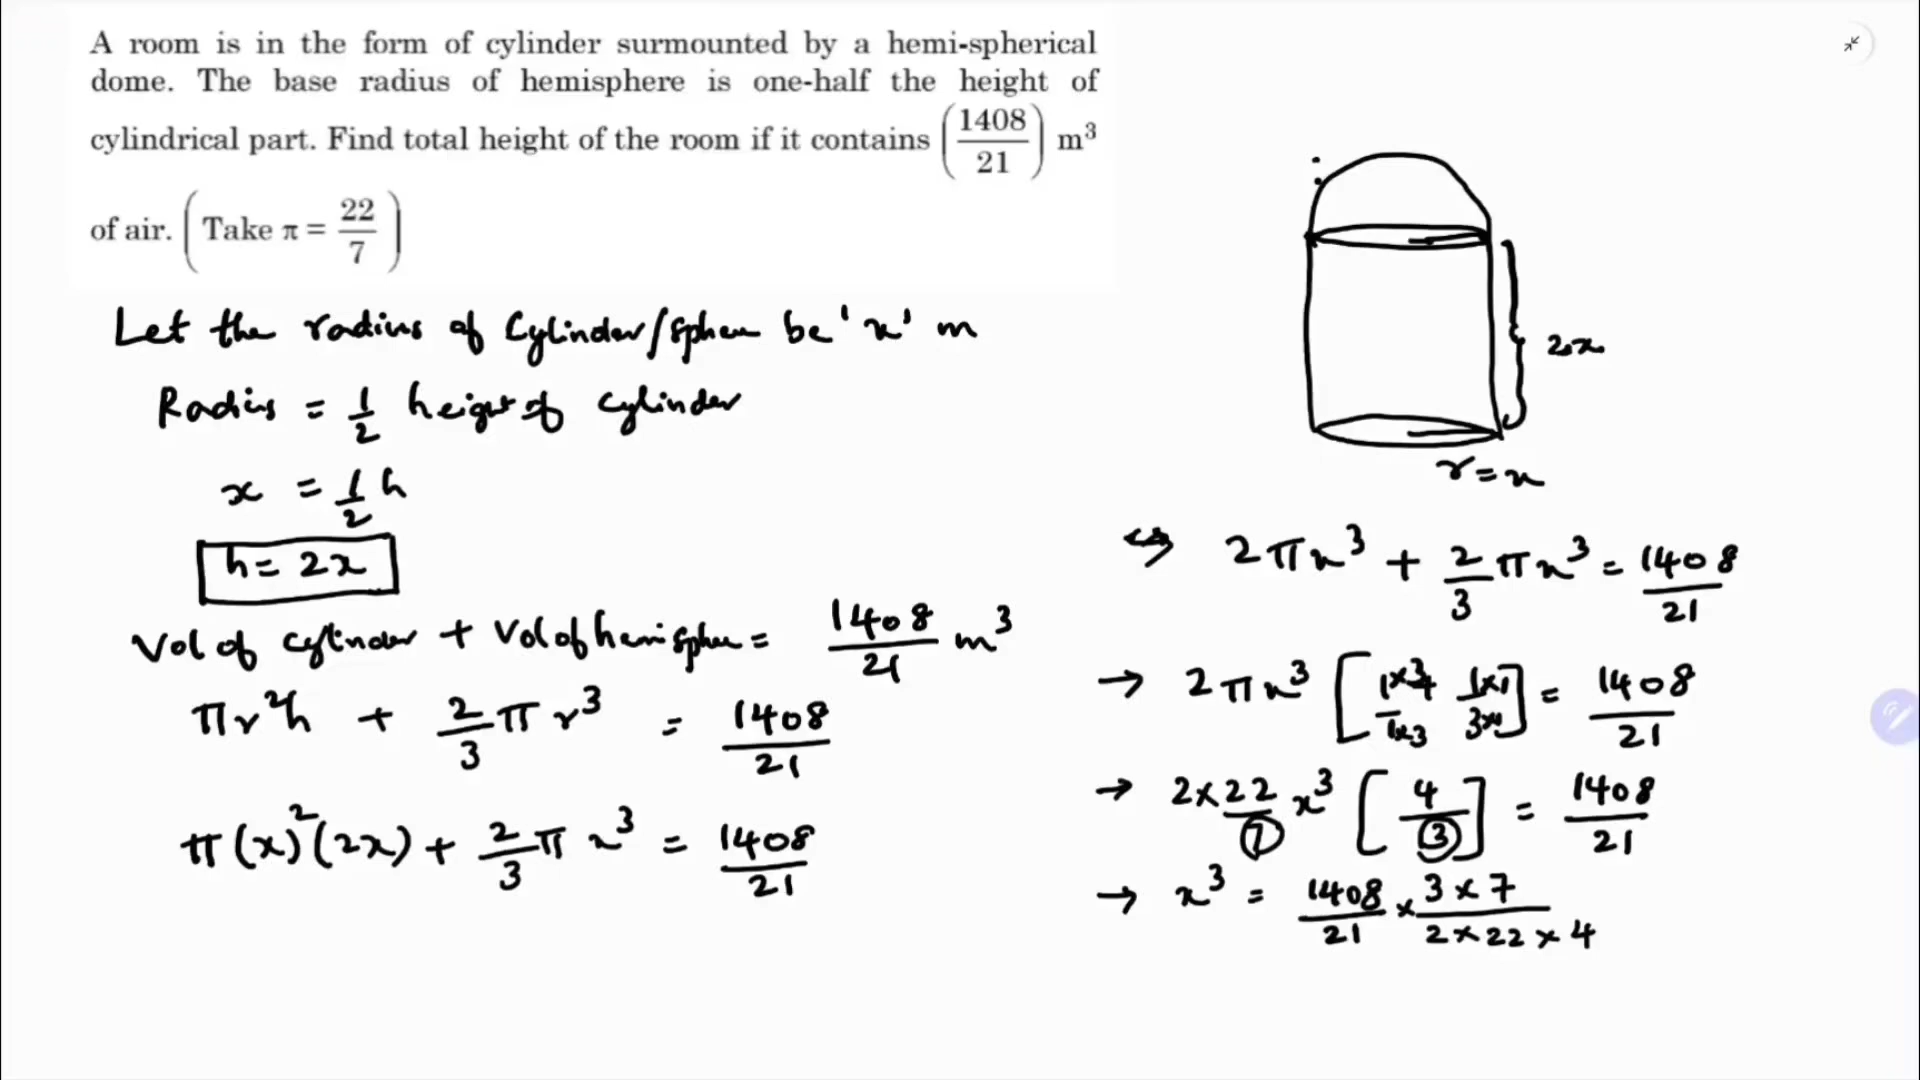 A room is in the form of cylinder surmounted by a hemi-spherical
dome. The base radius of hemisphere is one-half the height of
cylindrical part. Find total height of the room if it contains (1408/21) m³
of air. (Take π = 22/7)
Let the radius of Cylinder/Sphere be 'x' m
Radius = 1/2 height of cylinder
x = 1/2 h
h = 2x
Vol of cylinder + Vol of hemisphere = 1408/21 m³
πr²h + 2/3 πr³ = 1408/21
π(x)²(2x) + 2/3 πx³ = 1408/21
2x
r = x
⇔ 2πx³ + 2/3 πx³ = 1408/21
→ 2πx³ [1×3/1×3 + 1×1/3×1] = 1408/21
→ 2×22/7 x³ [4/3] = 1408/21
→ x³ = 1408/21 × 3×7/2×22×4